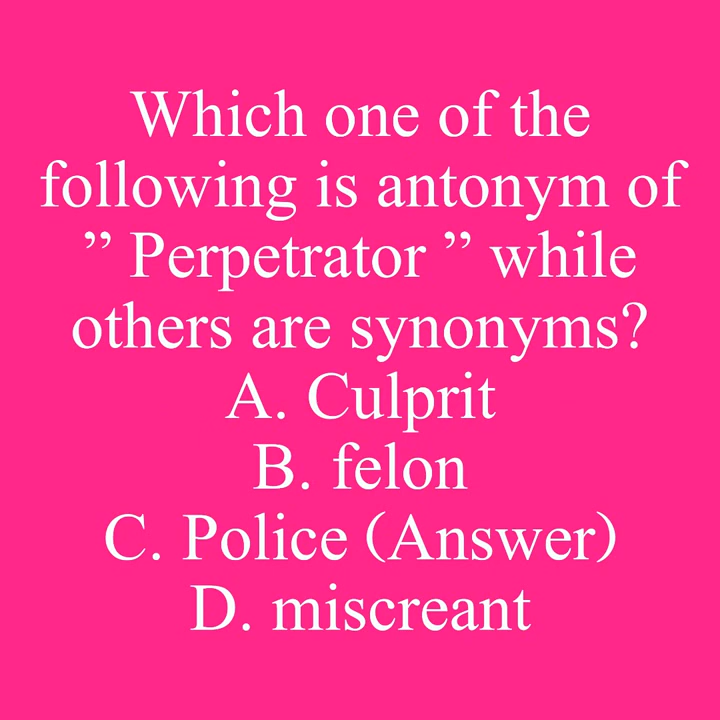 Which one of the
following is antonym of
” Perpetrator ” while
others are synonyms?
A. Culprit
B. felon
C. Police (Answer)
D. miscreant